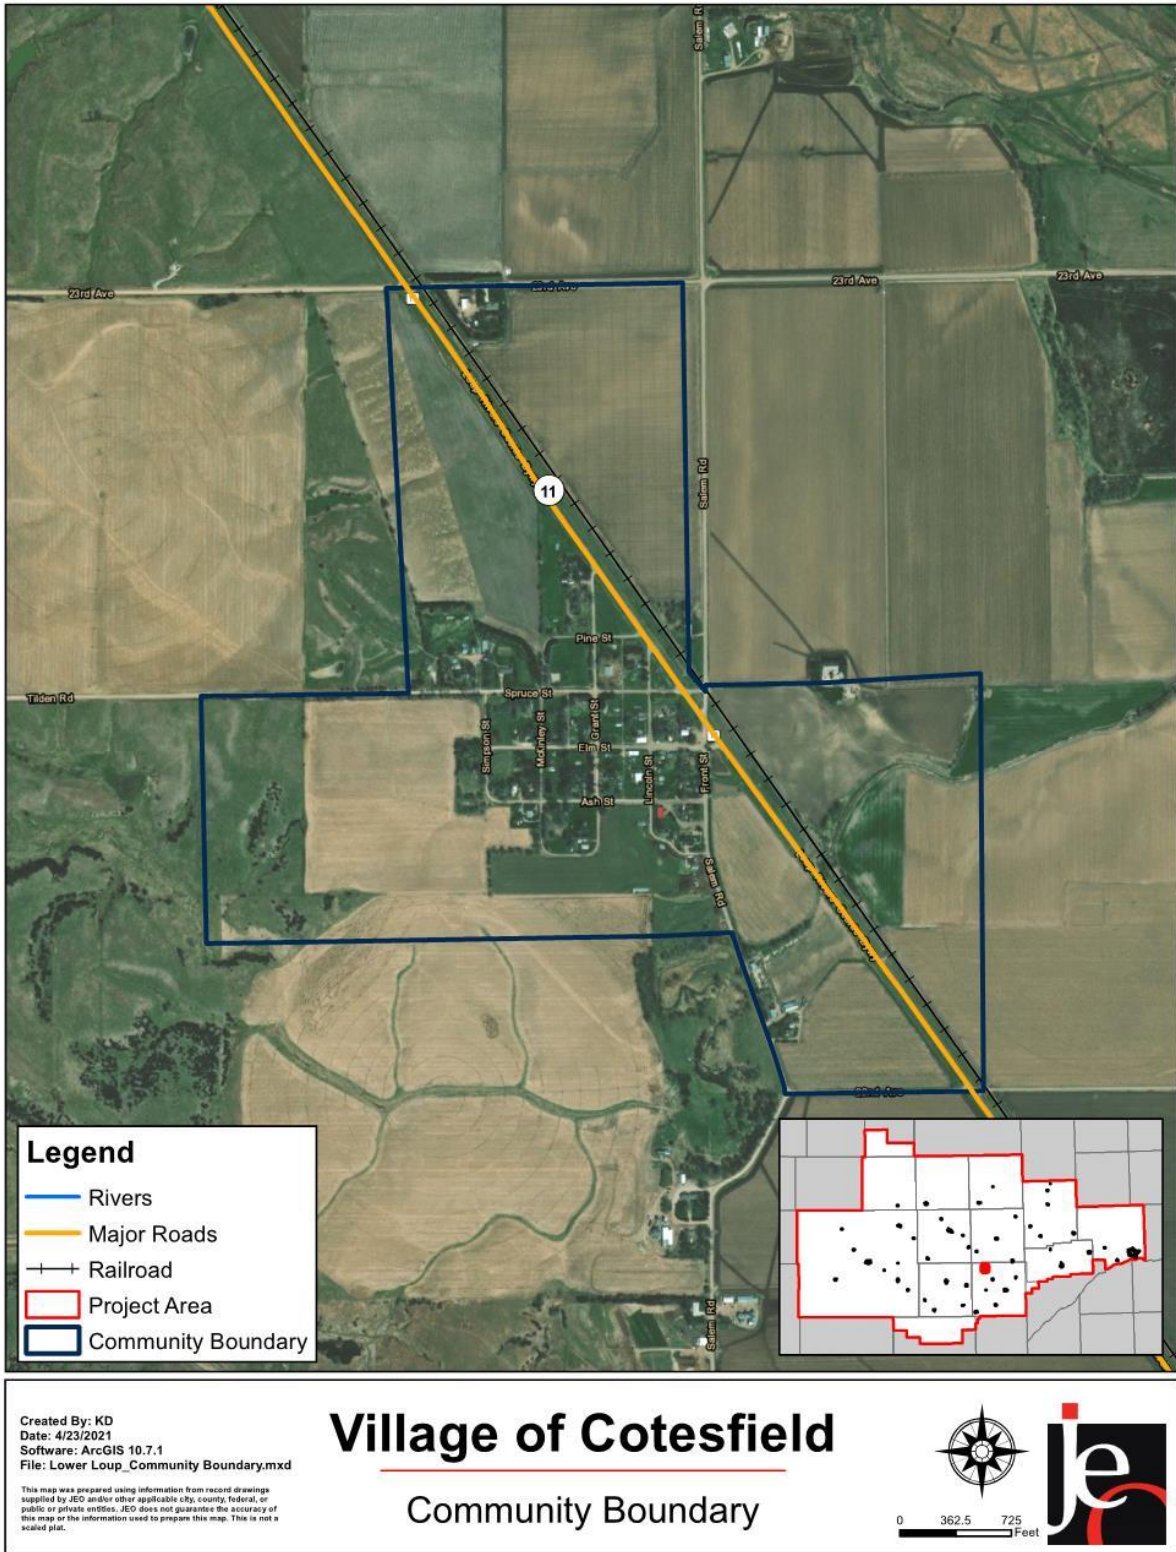 Salem Rd
23rd Ave
23rd Ave
23rd Ave
23rd Ave
11
Salem Rd
Pine St
Tilden Rd
Spruce St
Simpson St
McKinley St
Grant St
Elm St
Lincoln St
Front St
Ash St
Salem Rd
22nd Ave
Salem Rd
Legend
Rivers
Major Roads
Railroad
Project Area
Community Boundary
Created By: KD
Date: 4/23/2021
Software: ArcGIS 10.7.1
File: Lower Loup_Community Boundary.mxd
This map was prepared using information from record drawings
supplied by JEO and/or other applicable city, county, federal, or
public or private entities. JEO does not guarantee the accuracy of
this map or the information used to prepare this map. This is not a
scaled plat.
Village of Cotesfield
Community Boundary
0 362.5 725
Feet
jeo